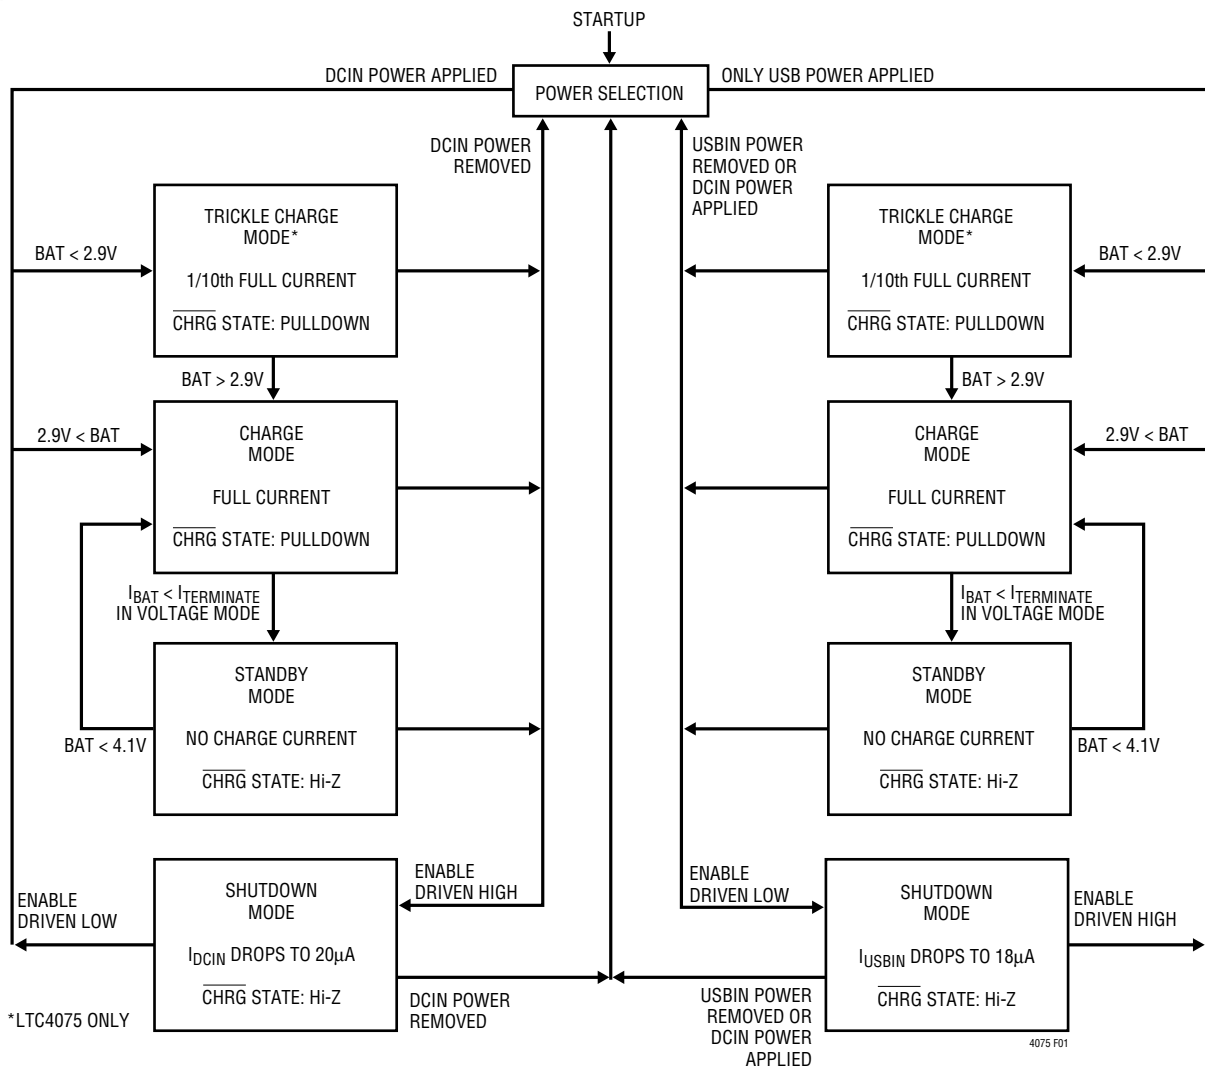 STARTUP
DCIN POWER APPLIED
POWER SELECTION
ONLY USB POWER APPLIED
DCIN POWER
REMOVED
USBIN POWER
REMOVED OR
DCIN POWER
APPLIED
TRICKLE CHARGE
MODE*
1/10th FULL CURRENT
CHRG STATE: PULLDOWN
BAT < 2.9V
BAT > 2.9V
2.9V < BAT
CHARGE
MODE
FULL CURRENT
CHRG STATE: PULLDOWN
IBAT < ITERMINATE
IN VOLTAGE MODE
STANDBY
MODE
NO CHARGE CURRENT
CHRG STATE: Hi-Z
BAT < 4.1V
ENABLE
DRIVEN HIGH
ENABLE
DRIVEN LOW
SHUTDOWN
MODE
IDCIN DROPS TO 20µA
CHRG STATE: Hi-Z
DCIN POWER
REMOVED
*LTC4075 ONLY
TRICKLE CHARGE
MODE*
1/10th FULL CURRENT
CHRG STATE: PULLDOWN
BAT < 2.9V
BAT > 2.9V
CHARGE
MODE
FULL CURRENT
CHRG STATE: PULLDOWN
2.9V < BAT
IBAT < ITERMINATE
IN VOLTAGE MODE
STANDBY
MODE
NO CHARGE CURRENT
CHRG STATE: Hi-Z
BAT < 4.1V
ENABLE
DRIVEN LOW
SHUTDOWN
MODE
IUSBIN DROPS TO 18µA
CHRG STATE: Hi-Z
ENABLE
DRIVEN HIGH
USBIN POWER
REMOVED OR
DCIN POWER
APPLIED
4075 F01